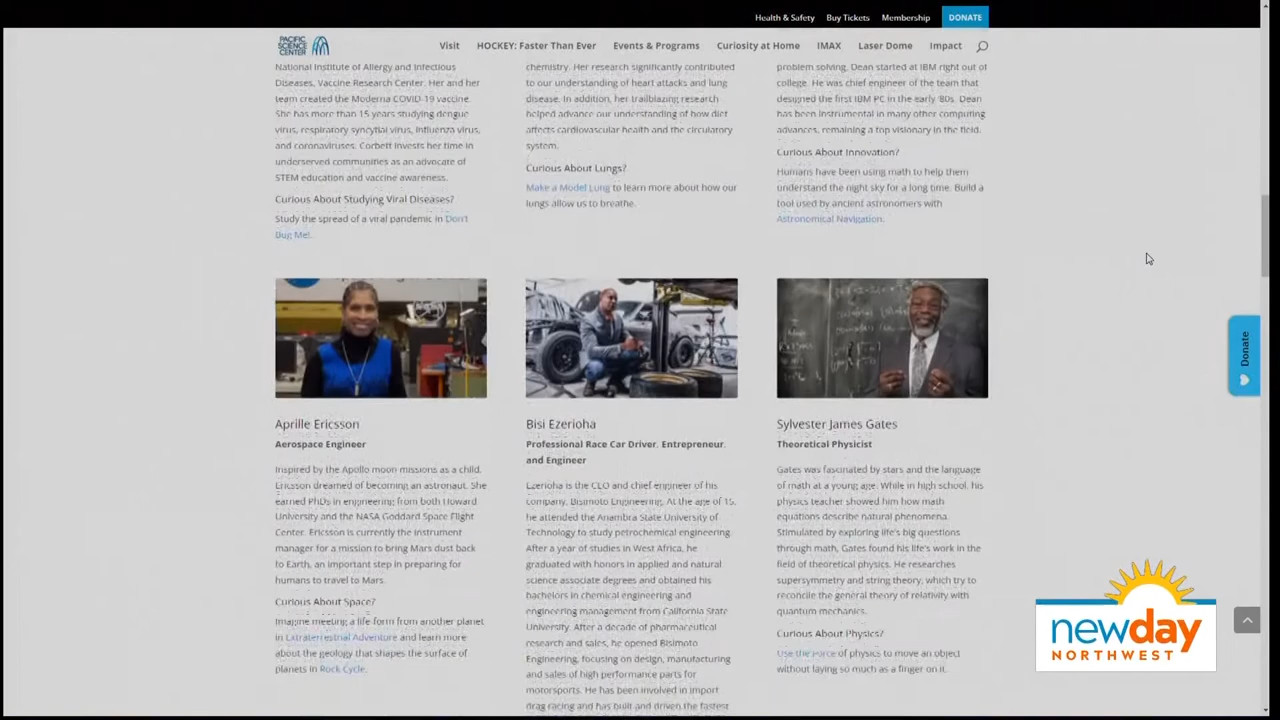 Health & Safety Buy Tickets Membership DONATE
PACIFIC
SCIENCE
CENTER
Visit HOCKEY: Faster Than Ever Events & Programs Curiosity at Home IMAX Laser Dome Impact
National Institute of Allergy and Infectious
Diseases, Vaccine Research Center. Her and her
team created the Moderna COVID-19 vaccine.
She has more than 15 years studying dengue
virus, respiratory syncytial virus, influenza virus,
and coronaviruses. Corbett invests her time in
underserved communities as an advocate of
STEM education and vaccine awareness.
Curious About Studying Viral Diseases?
Study the spread of a viral pandemic in Don't
Bug Me!.
chemistry. Her research significantly contributed
to our understanding of heart attacks and lung
disease. In addition, her trailblazing research
helped advance our understanding of how diet
affects cardiovascular health and the circulatory
system.
Curious About Lungs?
Make a Model Lung to learn more about how our
lungs allow us to breathe.
problem solving, Dean started at IBM right out of
college. He was chief engineer of the team that
designed the first IBM PC in the early '80s. Dean
has been instrumental in many other computing
advances, remaining a top visionary in the field.
Curious About Innovation?
Humans have been using math to help them
understand the night sky for a long time. Build a
tool used by ancient astronomers with
Astronomical Navigation.
Donate
Aprille Ericsson
Aerospace Engineer
Inspired by the Apollo moon missions as a child,
Ericsson dreamed of becoming an astronaut. She
earned PhDs in engineering from both Howard
University and the NASA Goddard Space Flight
Center. Ericsson is currently the instrument
manager for a mission to bring Mars dust back
to Earth, an important step in preparing for
humans to travel to Mars.
Curious About Space?
Imagine meeting a life form from another planet
in Extraterrestrial Adventure and learn more
about the geology that shapes the surface of
planets in Rock Cycle.
Bisi Ezerioha
Professional Race Car Driver, Entrepreneur,
and Engineer
Ezerioha is the CEO and chief engineer of his
company, Bisimoto Engineering. At the age of 15,
he attended the Anambra State University of
Technology to study petrochemical engineering.
After a year of studies in West Africa, he
graduated with honors in applied and natural
science associate degrees and obtained his
bachelors in chemical engineering and
engineering management from California State
University. After a decade of pharmaceutical
research and sales, he opened Bisimoto
Engineering, focusing on design, manufacturing
and sales of high performance parts for
motorsports. He has been involved in import
drag racing and has built and driven the fastest
Sylvester James Gates
Theoretical Physicist
Gates was fascinated by stars and the language
of math at a young age. While in high school, his
physics teacher showed him how math
equations describe natural phenomena.
Stimulated by exploring life's big questions
through math, Gates found his life's work in the
field of theoretical physics. He researches
supersymmetry and string theory, which try to
reconcile the general theory of relativity with
quantum mechanics.
Curious About Physics?
Use the Force of physics to move an object
without laying so much as a finger on it.
newday
NORTHWEST